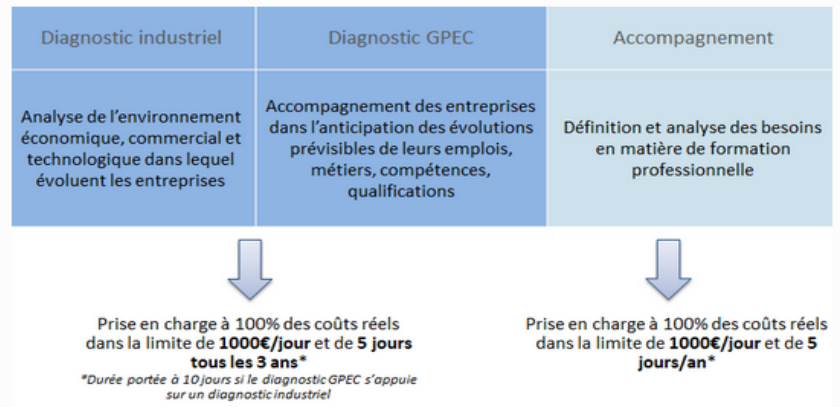 Diagnostic industriel
Diagnostic GPEC
Accompagnement
Analyse de l'environnement
économique, commercial et
technologique dans lequel
évoluent les entreprises
Accompagnement des entreprises
dans l'anticipation des évolutions
prévisibles de leurs emplois,
métiers, compétences,
qualifications
Définition et analyse des besoins
en matière de formation
professionnelle
Prise en charge à 100% des coûts réels
dans la limite de 1000€/jour et de 5 jours
tous les 3 ans*
*Durée portée à 10 jours si le diagnostic GPEC s'appuie
sur un diagnostic industriel
Prise en charge à 100% des coûts réels
dans la limite de 1000€/jour et de 5
jours/an*